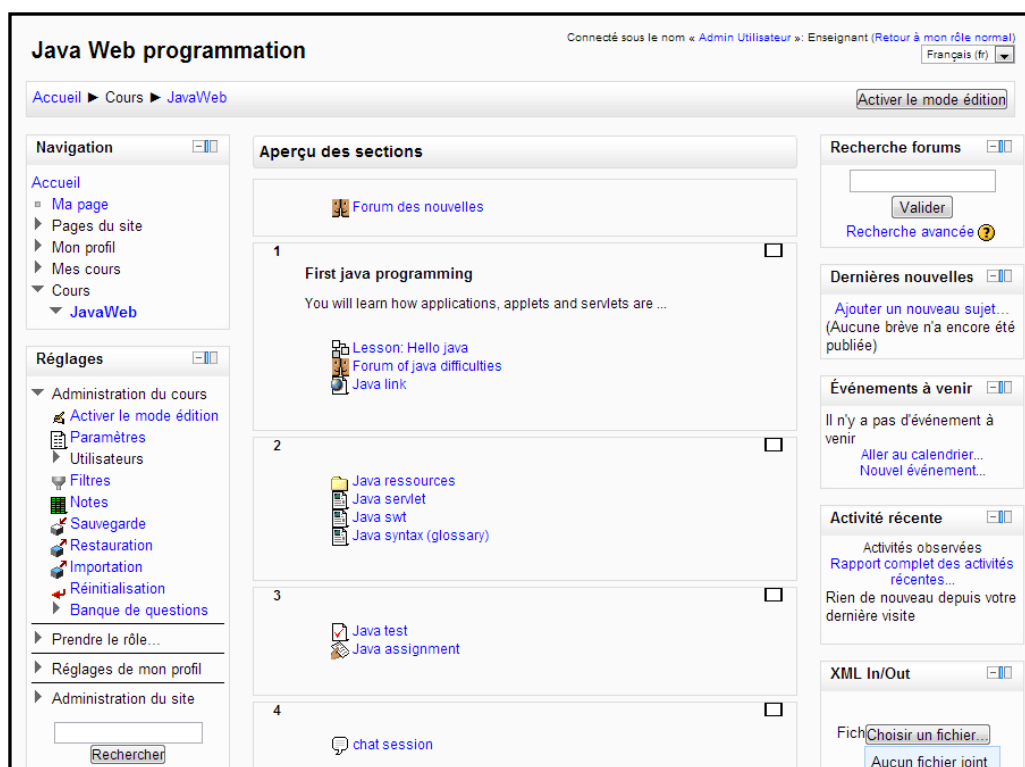 Java Web programmation
Connecté sous le nom « Admin Utilisateur »: Enseignant (Retour à mon rôle normal)
Français (fr)
Accueil ► Cours ► JavaWeb
Activer le mode édition
Navigation
Accueil
Ma page
Pages du site
Mon profil
Mes cours
Cours
JavaWeb
Réglages
Administration du cours
Activer le mode édition
Paramètres
Utilisateurs
Filtres
Notes
Sauvegarde
Restauration
Importation
Réinitialisation
Banque de questions
Prendre le rôle...
Réglages de mon profil
Administration du site
Rechercher
Aperçu des sections
Forum des nouvelles
1
First java programming
You will learn how applications, applets and servlets are ...
Lesson: Hello java
Forum of java difficulties
Java link
2
Java ressources
Java servlet
Java swt
Java syntax (glossary)
3
Java test
Java assignment
4
chat session
Recherche forums
Valider
Recherche avancée ?
Dernières nouvelles
Ajouter un nouveau sujet...
(Aucune brève n'a encore été
publiée)
Événements à venir
Il n'y a pas d'événement à
venir
Aller au calendrier...
Nouvel événement...
Activité récente
Activités observées
Rapport complet des activités
récentes...
Rien de nouveau depuis votre
dernière visite
XML In/Out
Fich Choisir un fichier...
Aucun fichier joint